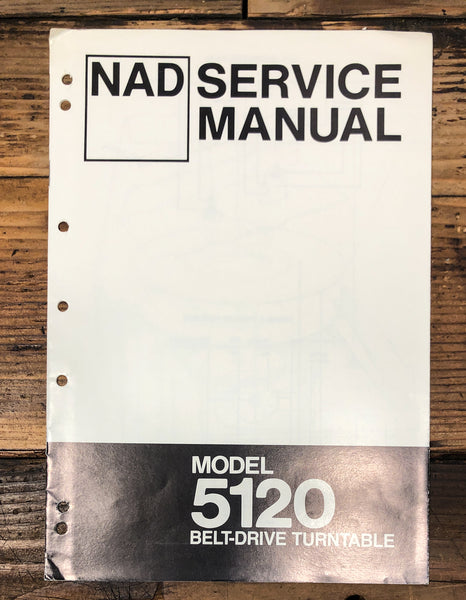 NAD SERVICE
MANUAL
MODEL
5120
BELT-DRIVE TURNTABLE